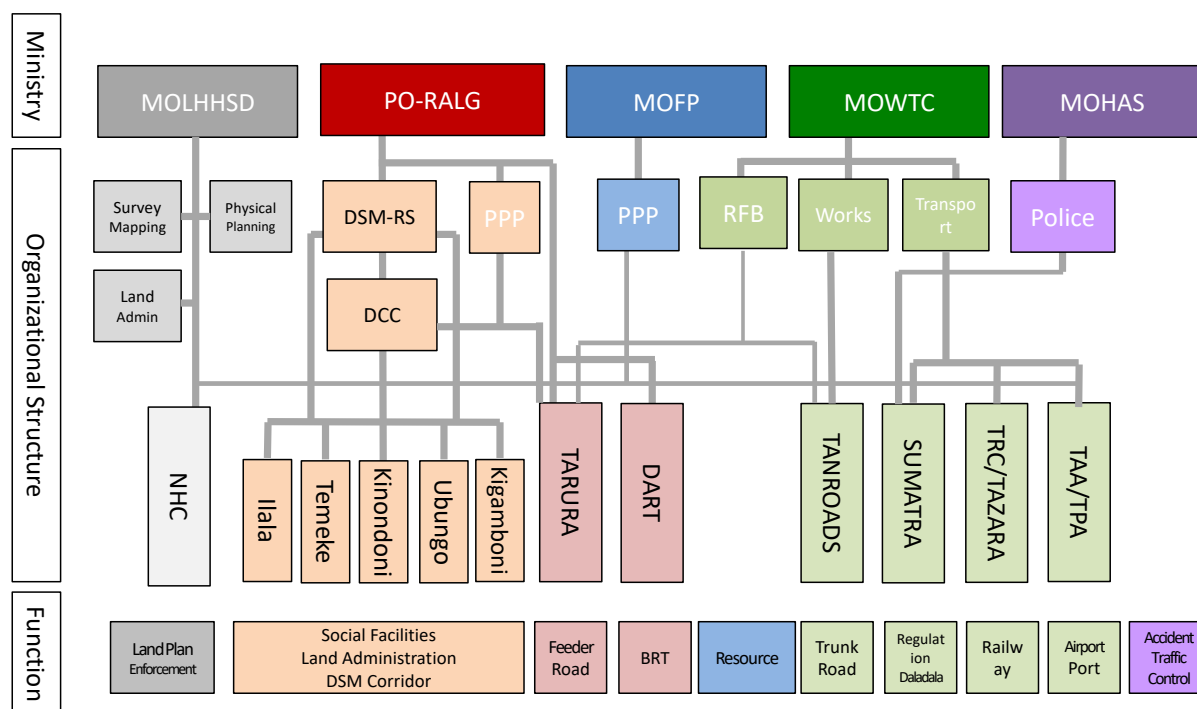 Ministry
MOLHHSD
PO-RALG
MOFP
MOWTC
MOHAS
Organizational Structure
Survey
Mapping
Physical
Planning
DSM-RS
PPP
PPP
RFB
Works
Transpo
rt
Police
Land
Admin
DCC
NHC
Ilala
Temeke
Kinondoni
Ubungo
Kigamboni
TARURA
DART
TANROADS
SUMATRA
TRC/TAZARA
TAA/TPA
Function
Land Plan
Enforcement
Social Facilities
Land Administration
DSM Corridor
Feeder
Road
BRT
Resource
Trunk
Road
Regulat
ion
Daladala
Railw
ay
Airport
Port
Accident
Traffic
Control